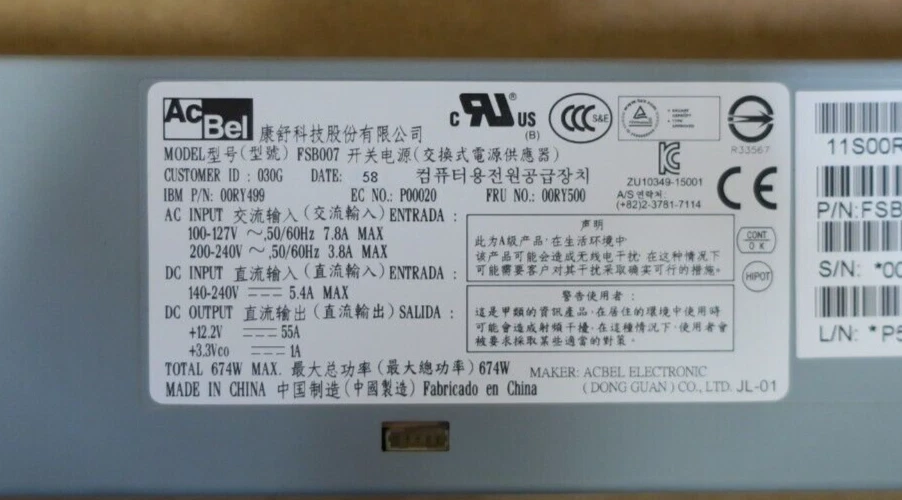 AcBel
康舒科技股份有限公司
c RU US ®
(B)
CCC S&E
R33567
MODEL型号(型號) FSB007 开关电源(交换式電源供應器)
CUSTOMER ID : 030G DATE: 58 컴퓨터용전원공급장치
ZU10349-15001
IBM P/N: 00RY499 EC NO.: P00020 FRU NO.: 00RY500
A/S 연락처:
(+82)2-3781-7114
CE
AC INPUT 交流输入(交流輸入)ENTRADA :
100-127V ～,50/60Hz 7.8A MAX
200-240V ～,50/60Hz 3.8A MAX
DC INPUT 直流输入(直流輸入)ENTRADA :
140-240V ⎓ 5.4A MAX
DC OUTPUT 直流输出(直流輸出)SALIDA :
+12.2V ⎓ 55A
+3.3Vco ⎓ 1A
TOTAL 674W MAX. 最大总功率(最大總功率)674W
MADE IN CHINA 中国制造(中國製造) Fabricado en China
声明
此为A级产品,在生活环境中
该产品可能会造成无线电干扰.在这种情况下
可能需要客户对其干扰采取确实可行的措施。
警告使用者:
這是甲類的資訊產品,在居住的環境中使用時
可能會造成射頻干擾,在這種情況下,使用者會
被要求採取某些適當的對策。
CONT
OK
HIPOT
MAKER: ACBEL ELECTRONIC
(DONG GUAN) CO., LTD. JL-01
11S00R
P/N:FSB
S/N: *00
L/N: *P5